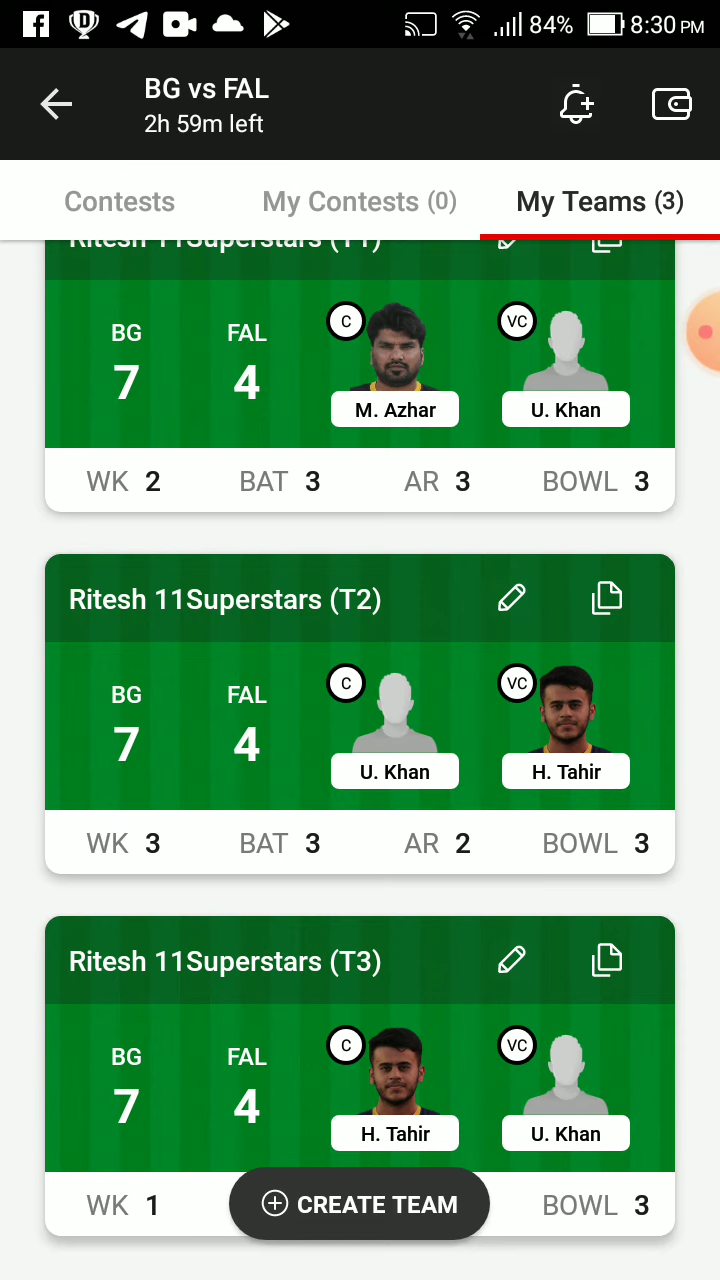 84% 8:30 PM
BG vs FAL
2h 59m left
Contests My Contests (0) My Teams (3)
Ritesh 11Superstars (T1)
BG FAL C VC
7 4
M. Azhar U. Khan
WK 2 BAT 3 AR 3 BOWL 3
Ritesh 11Superstars (T2)
BG FAL C VC
7 4
U. Khan H. Tahir
WK 3 BAT 3 AR 2 BOWL 3
Ritesh 11Superstars (T3)
BG FAL C VC
7 4
H. Tahir U. Khan
WK 1 CREATE TEAM BOWL 3